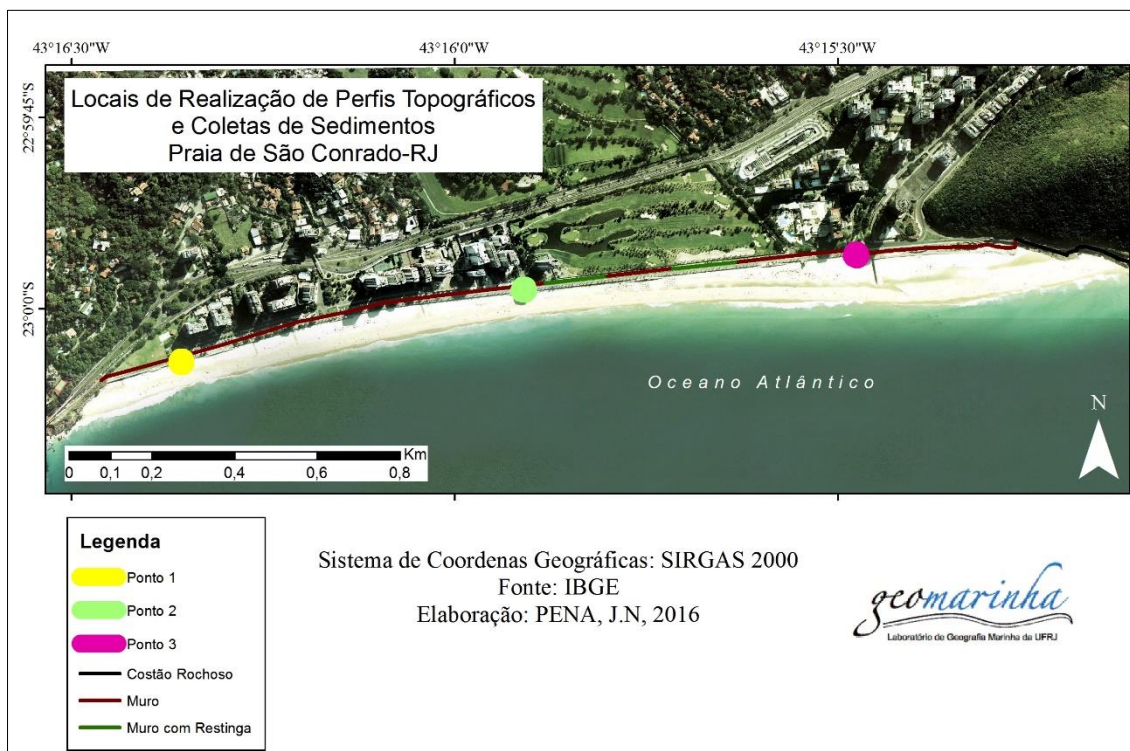 43°16'30"W
43°16'0"W
43°15'30"W
22°59'45"S
23°0'0"S
Locais de Realização de Perfis Topográficos
e Coletas de Sedimentos
Praia de São Conrado-RJ
Oceano Atlântico
N
Km
0 0,1 0,2 0,4 0,6 0,8
Legenda
Ponto 1
Ponto 2
Ponto 3
Costão Rochoso
Muro
Muro com Restinga
Sistema de Coordenas Geográficas: SIRGAS 2000
Fonte: IBGE
Elaboração: PENA, J.N, 2016
geomarinha
Laboratório de Geografia Marinha da UFRJ